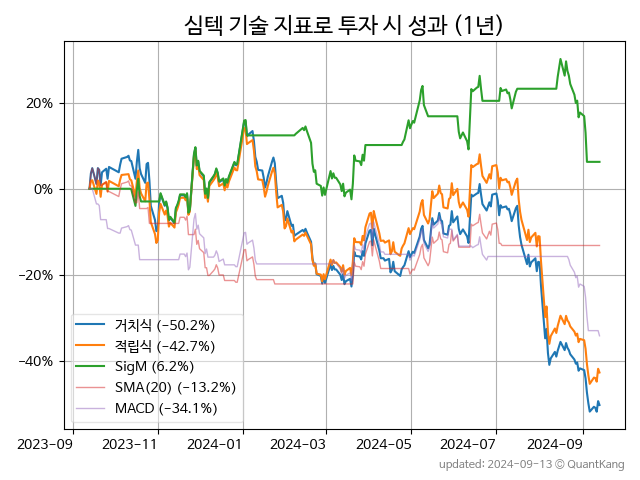 심텍 기술 지표로 투자 시 성과 (1년)
20%
0%
−20%
−40%
거치식 (−50.2%)
적립식 (−42.7%)
SigM (6.2%)
SMA(20) (−13.2%)
MACD (−34.1%)
2023-09
2023-11
2024-01
2024-03
2024-05
2024-07
2024-09
updated: 2024-09-13 © QuantKang